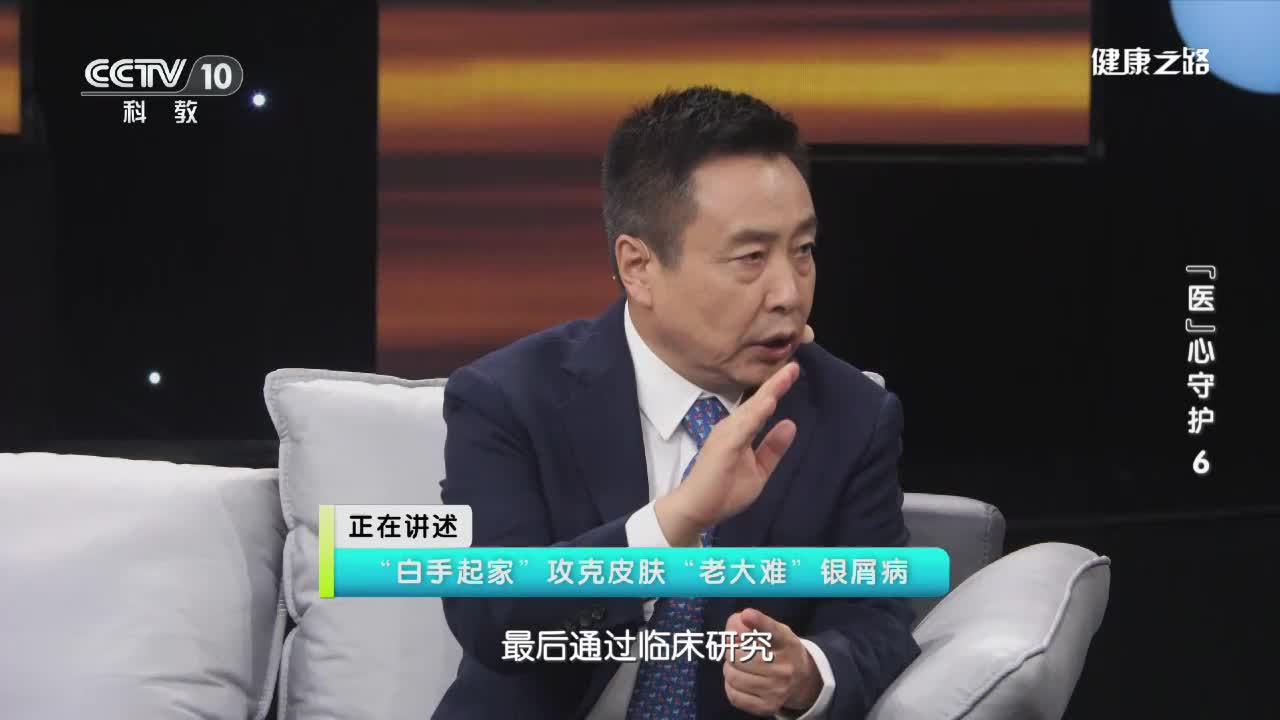 CCTV 10
科教
健康之路
『医』心守护 6
正在讲述
“白手起家”攻克皮肤“老大难”银屑病
最后通过临床研究